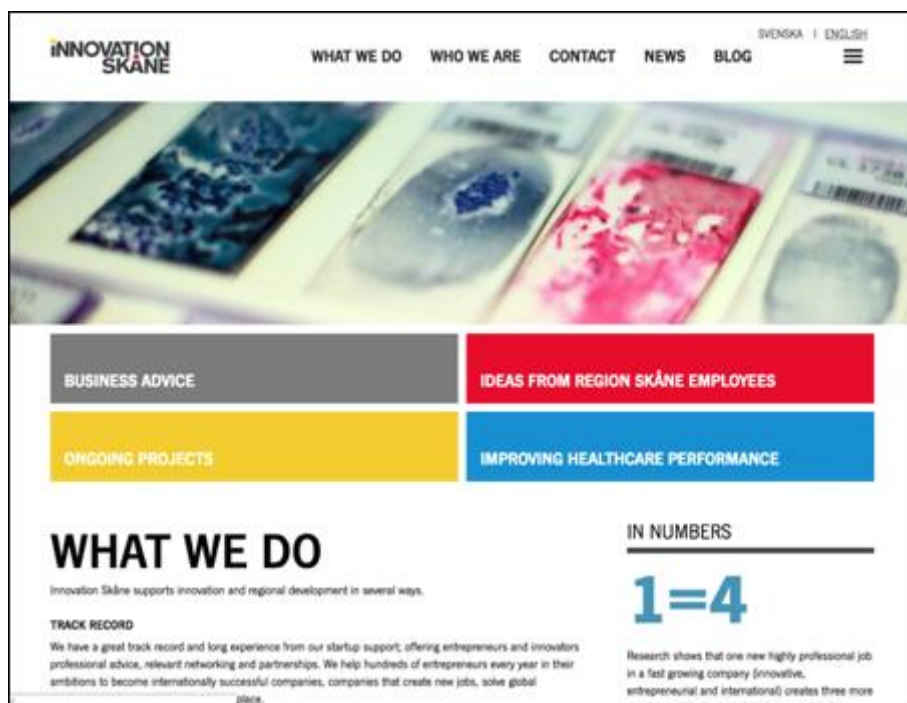 SVENSKA | ENGLISH
iNNOVATION
SKÅNE
WHAT WE DO WHO WE ARE CONTACT NEWS BLOG
BUSINESS ADVICE
IDEAS FROM REGION SKÅNE EMPLOYEES
ONGOING PROJECTS
IMPROVING HEALTHCARE PERFORMANCE
WHAT WE DO
Innovation Skåne supports innovation and regional development in several ways.
TRACK RECORD
We have a great track record and long experience from our startup support; offering entrepreneurs and innovators
professional advice, relevant networking and partnerships. We help hundreds of entrepreneurs every year in their
ambitions to become internationally successful companies, companies that create new jobs, solve global
place.
IN NUMBERS
1=4
Research shows that one new highly professional job
in a fast growing company (innovative,
entrepreneurial and international) creates three more